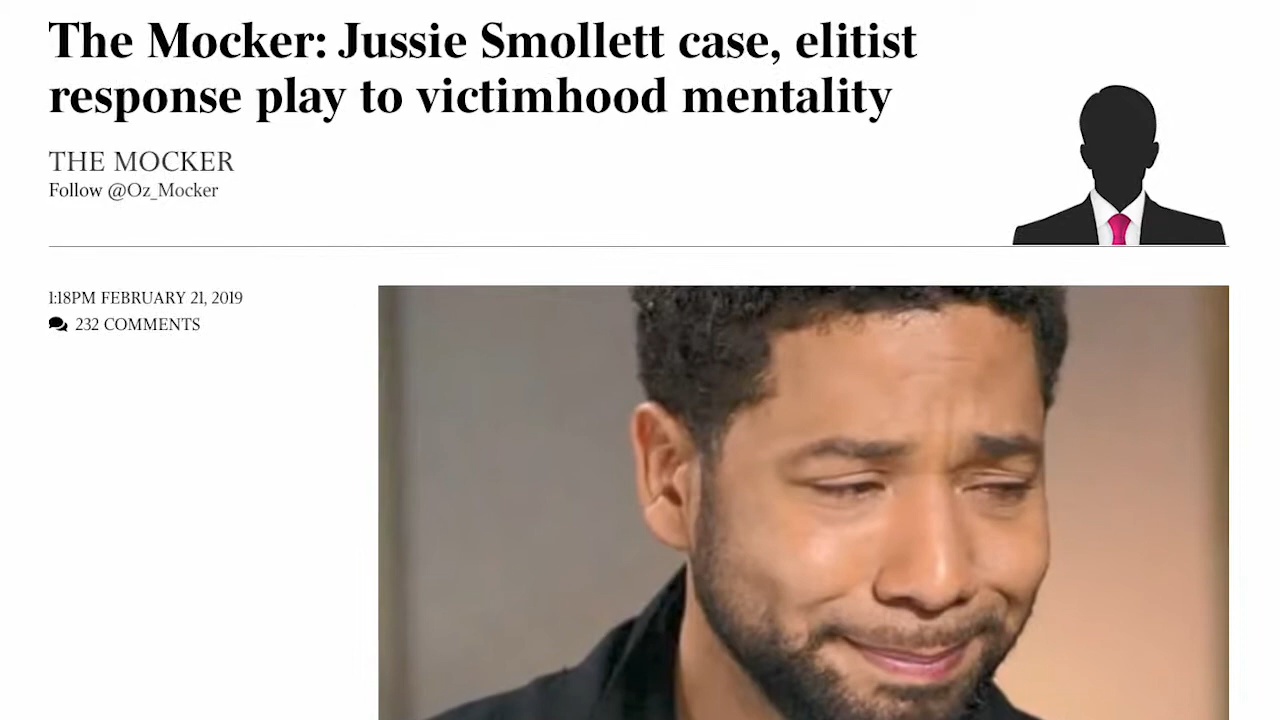 The Mocker: Jussie Smollett case, elitist
response play to victimhood mentality
THE MOCKER
Follow @Oz_Mocker
1:18PM FEBRUARY 21, 2019
232 COMMENTS